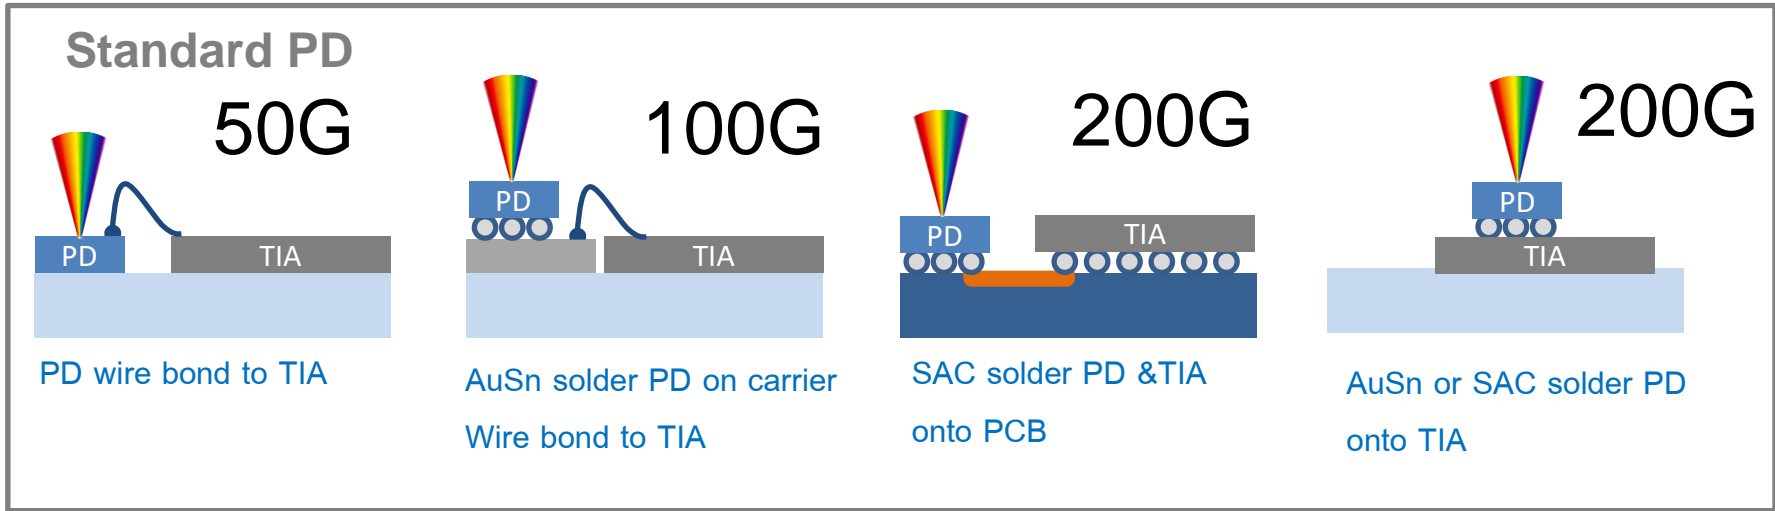 Standard PD
50G
PD
TIA
PD wire bond to TIA
100G
PD
TIA
AuSn solder PD on carrier
Wire bond to TIA
200G
PD
TIA
SAC solder PD &TIA
onto PCB
200G
PD
TIA
AuSn or SAC solder PD
onto TIA